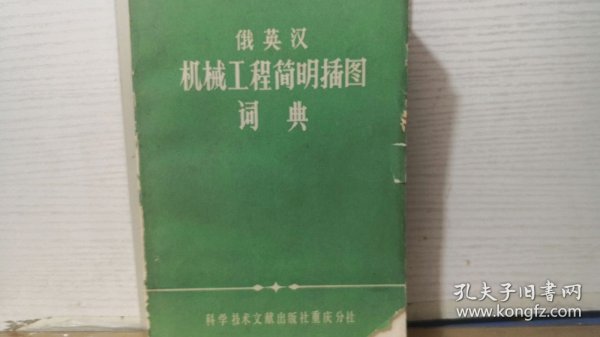 俄英汉
机械工程简明插图
词典
科学技术文献出版社重庆分社
孔夫子旧书网
www.kongfz.com